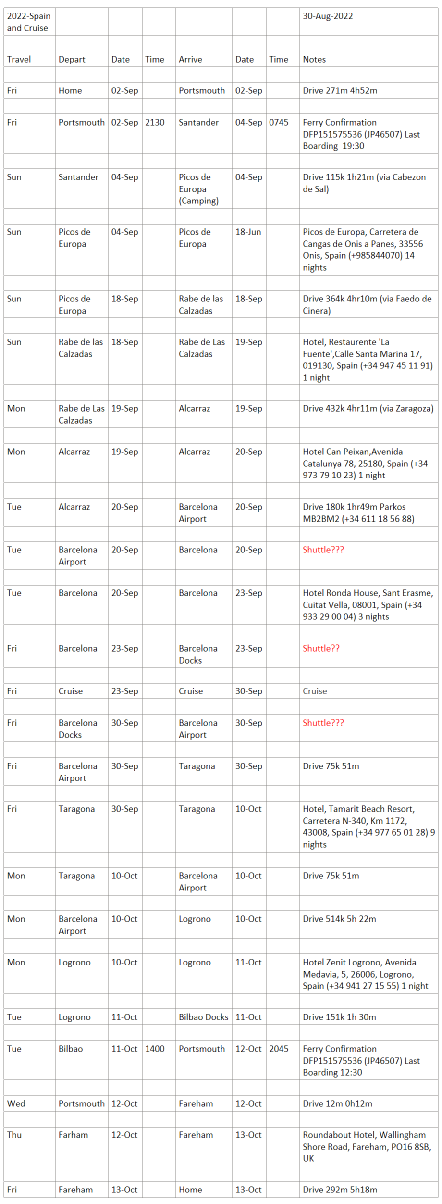 2022-Spain and Cruise 30-Aug-2022
Travel Depart Date Time Arrive Date Time Notes
Fri Home 02-Sep Portsmouth 02-Sep Drive 271m 4h52m
Fri Portsmouth 02-Sep 2130 Santander 04-Sep 0745 Ferry Confirmation
DFP151575536 (JP46507) Last
Boarding 19:30
Sun Santander 04-Sep Picos de Europa (Camping) 04-Sep Drive 115k 1h21m (via Cabezon
de Sal)
Sun Picos de Europa 04-Sep Picos de Europa 18-Jun Picos de Europa, Carretera de
Cangas de Onis a Panes, 33556
Onis, Spain (+985844070) 14
nights
Sun Picos de Europa 18-Sep Rabe de las Calzadas 18-Sep Drive 364k 4hr10m (via Faedo de
Cinera)
Sun Rabe de las Calzadas 18-Sep Rabe de Las Calzadas 19-Sep Hotel, Restaurente 'La
Fuente',Calle Santa Marina 17,
019130, Spain (+34 947 45 11 91)
1 night
Mon Rabe de Las Calzadas 19-Sep Alcarraz 19-Sep Drive 432k 4hr11m (via Zaragoza)
Mon Alcarraz 19-Sep Alcarraz 20-Sep Hotel Can Peixan,Avenida
Catalunya 78, 25180, Spain (+34
973 79 10 23) 1 night
Tue Alcarraz 20-Sep Barcelona Airport 20-Sep Drive 180k 1hr49m Parkos
MB2BM2 (+34 611 18 56 88)
Tue Barcelona Airport 20-Sep Barcelona 20-Sep Shuttle???
Tue Barcelona 20-Sep Barcelona 23-Sep Hotel Ronda House, Sant Erasme,
Cuitat Vella, 08001, Spain (+34
933 29 00 04) 3 nights
Fri Barcelona 23-Sep Barcelona Docks 23-Sep Shuttle??
Fri Cruise 23-Sep Cruise 30-Sep Cruise
Fri Barcelona Docks 30-Sep Barcelona Airport 30-Sep Shuttle???
Fri Barcelona Airport 30-Sep Taragona 30-Sep Drive 75k 51m
Fri Taragona 30-Sep Taragona 10-Oct Hotel, Tamarit Beach Resort,
Carretera N-340, Km 1172,
43008, Spain (+34 977 65 01 28) 9
nights
Mon Taragona 10-Oct Barcelona Airport 10-Oct Drive 75k 51m
Mon Barcelona Airport 10-Oct Logrono 10-Oct Drive 514k 5h 22m
Mon Logrono 10-Oct Logrono 11-Oct Hotel Zenit Logrono, Avenida
Medavia, 5, 26006, Logrono,
Spain (+34 941 27 15 55) 1 night
Tue Logrono 11-Oct Bilbao Docks 11-Oct Drive 151k 1h 30m
Tue Bilbao 11-Oct 1400 Portsmouth 12-Oct 2045 Ferry Confirmation
DFP151575536 (JP46507) Last
Boarding 12:30
Wed Portsmouth 12-Oct Fareham 12-Oct Drive 12m 0h12m
Thu Farham 12-Oct Fareham 13-Oct Roundabout Hotel, Wallingham
Shore Road, Fareham, PO16 8SB,
UK
Fri Fareham 13-Oct Home 13-Oct Drive 292m 5h18m